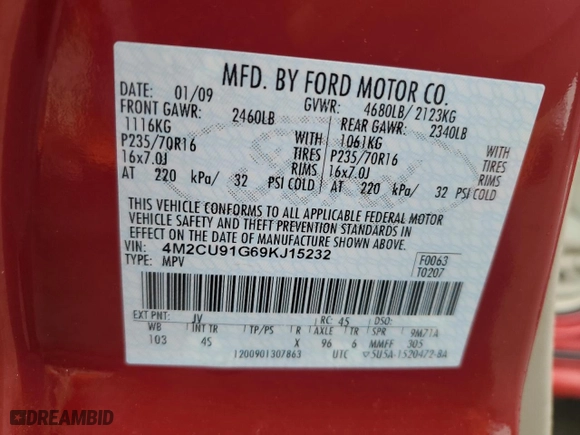 MFD. BY FORD MOTOR CO.
DATE: 01/09 GVWR: 4680LB/ 2123KG
FRONT GAWR: 2460LB REAR GAWR: 2340LB
1116KG WITH 1061KG WITH
P235/70R16 TIRES P235/70R16 TIRES
16x7.0J RIMS 16x7.0J RIMS
AT 220 kPa/ 32 PSI COLD AT 220 kPa/ 32 PSI COLD
THIS VEHICLE CONFORMS TO ALL APPLICABLE FEDERAL MOTOR
VEHICLE SAFETY AND THEFT PREVENTION STANDARDS IN
EFFECT ON THE DATE OF MANUFACTURE SHOWN ABOVE.
VIN: 4M2CU91G69KJ15232 F0063
TYPE: MPV T0207
EXT PNT: JV RC: 45 DSO:
WB INT TR TP/PS R AXLE TR SPR 9M71A
103 4S X 96 6 MMFF 305
1200901307863 UTC 5U5A-1520472-BA
DREAMBID